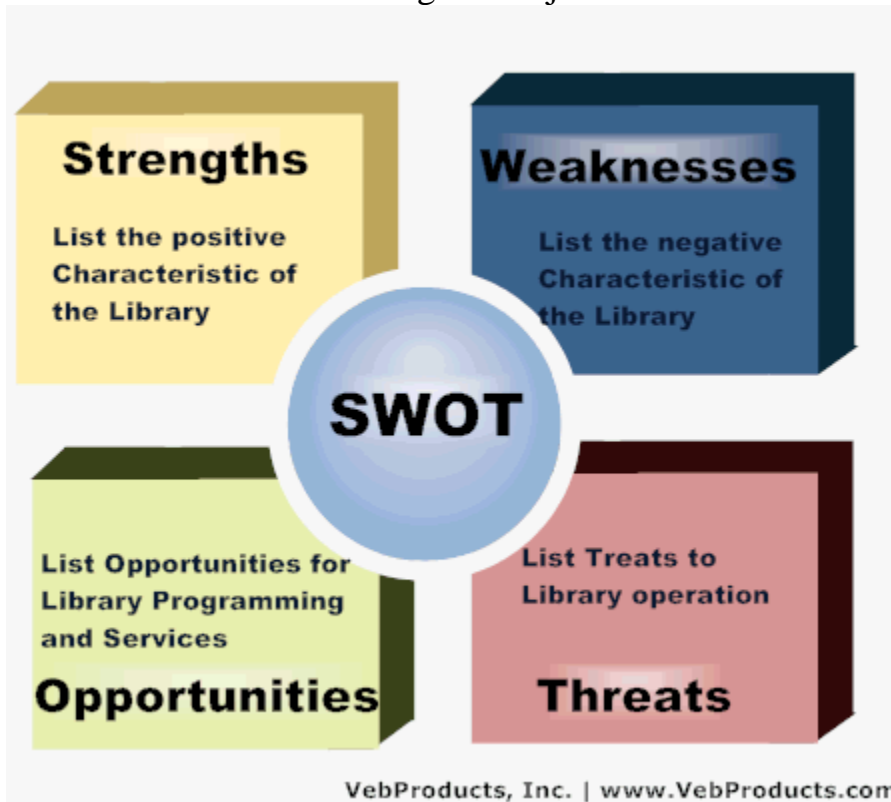 Strengths
List the positive
Characteristic of
the Library
Weaknesses
List the negative
Characteristic of
the Library
SWOT
List Opportunities for
Library Programming
and Services
Opportunities
List Treats to
Library operation
Threats
VebProducts, Inc. | www.VebProducts.com